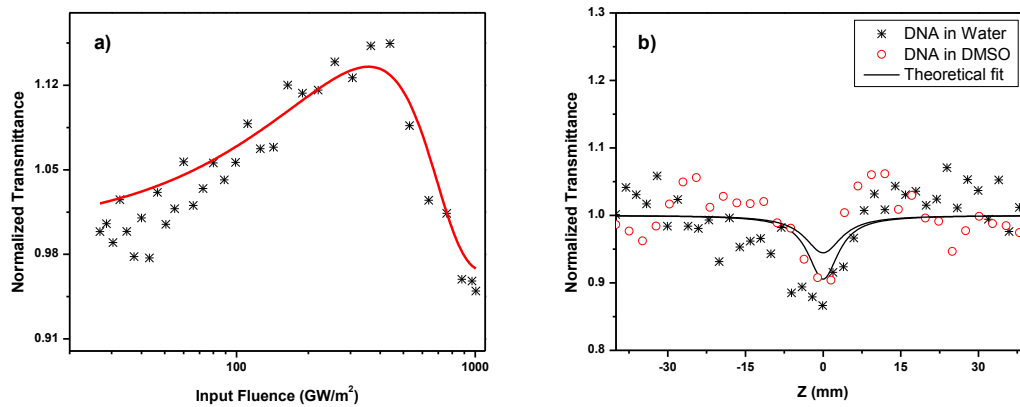 a)
Normalized Transmittance
1.12
1.05
0.98
0.91
100
1000
Input Fluence (GW/m²)
b)
DNA in Water
DNA in DMSO
Theoretical fit
Normalized Transmittance
1.3
1.2
1.1
1.0
0.9
0.8
-30
-15
0
15
30
Z (mm)